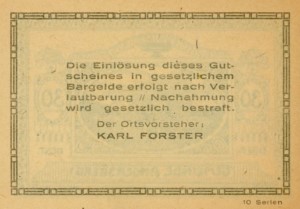 Die Einlösung dieses Gut-
scheines in gesetzlichem
Bargelde erfolgt nach Ver-
lautbarung // Nachahmung
wird gesetzlich bestraft.
Der Ortsvorsteher:
KARL FORSTER
10 Serien